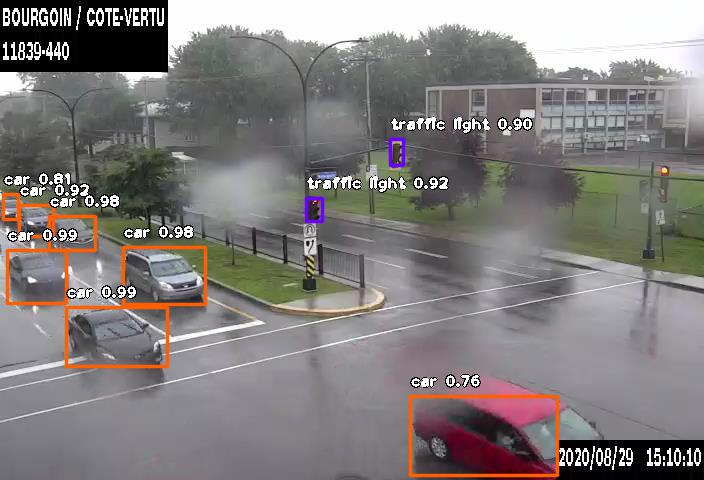 BOURGOIN / COTE-VERTU
11839-440
traffic light 0.90
car 0.81
car 0.92
car 0.98
traffic light 0.92
car 0.99
car 0.98
car 0.99
car 0.76
2020/08/29 15:10:10